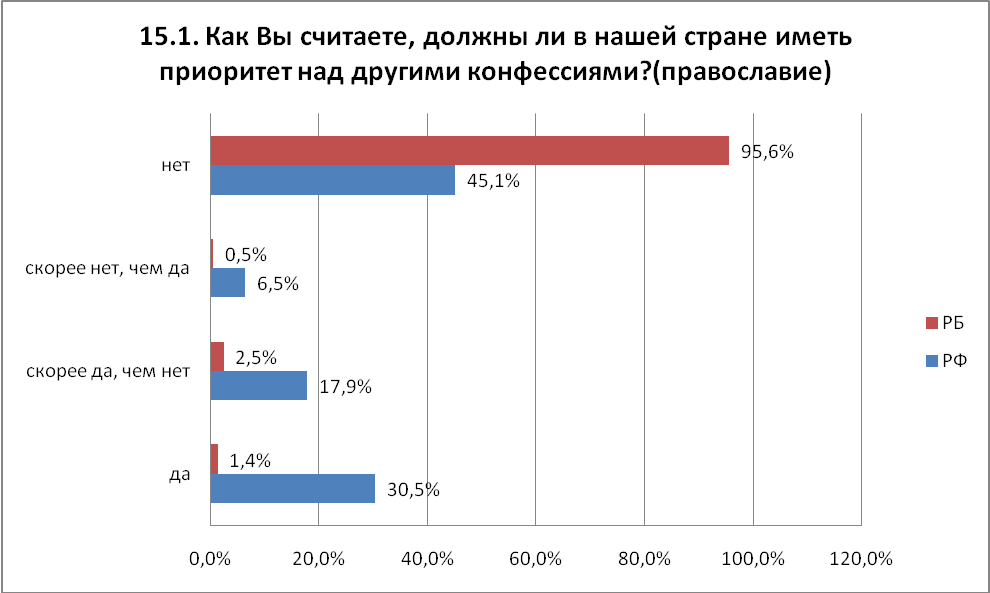 15.1. Как Вы считаете, должны ли в нашей стране иметь
приоритет над другими конфессиями?(православие)
нет
95,6%
45,1%
скорее нет, чем да
0,5%
6,5%
скорее да, чем нет
2,5%
17,9%
да
1,4%
30,5%
РБ
РФ
0,0% 20,0% 40,0% 60,0% 80,0% 100,0% 120,0%